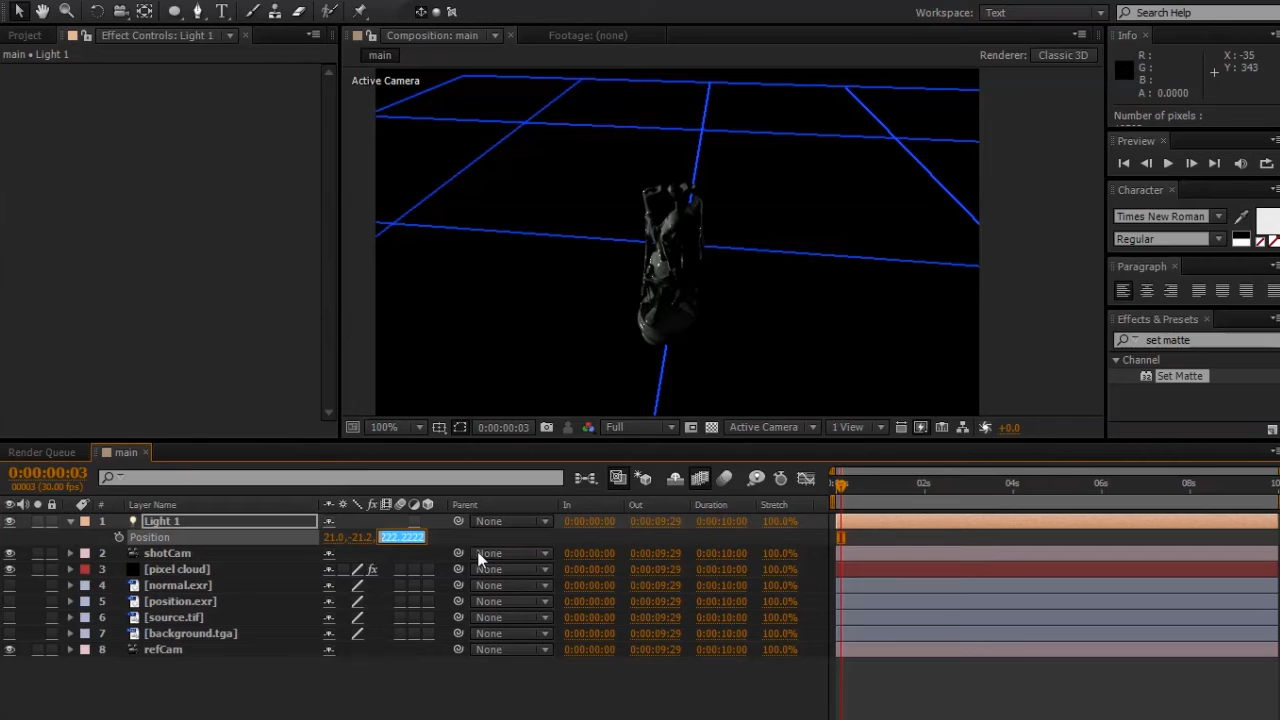 Workspace: Text Search Help
Project Effect Controls: Light 1 Composition: main Footage: (none) Info
main • Light 1 main Renderer: Classic 3D
R: X: -35
G: Y: 343
B:
A: 0.0000
Active Camera
Number of pixels :
Preview
Character
Times New Roman
Regular
Paragraph
Effects & Presets
set matte
Channel
32 Set Matte
100% 0:00:00:03 Full Active Camera 1 View +0.0
Render Queue main
0:00:00:03
00003 (30.00 fps)
02s 04s 06s 08s 10
# Layer Name Parent In Out Duration Stretch
1 Light 1 None 0:00:00:00 0:00:09:29 0:00:10:00 100.0%
Position 21.0,-21.2, 222.2222
2 shotCam None 0:00:00:00 0:00:09:29 0:00:10:00 100.0%
3 [pixel cloud] fx None 0:00:00:00 0:00:09:29 0:00:10:00 100.0%
4 [normal.exr] None 0:00:00:00 0:00:09:29 0:00:10:00 100.0%
5 [position.exr] None 0:00:00:00 0:00:09:29 0:00:10:00 100.0%
6 [source.tif] None 0:00:00:00 0:00:09:29 0:00:10:00 100.0%
7 [background.tga] None 0:00:00:00 0:00:09:29 0:00:10:00 100.0%
8 refCam None 0:00:00:00 0:00:09:29 0:00:10:00 100.0%